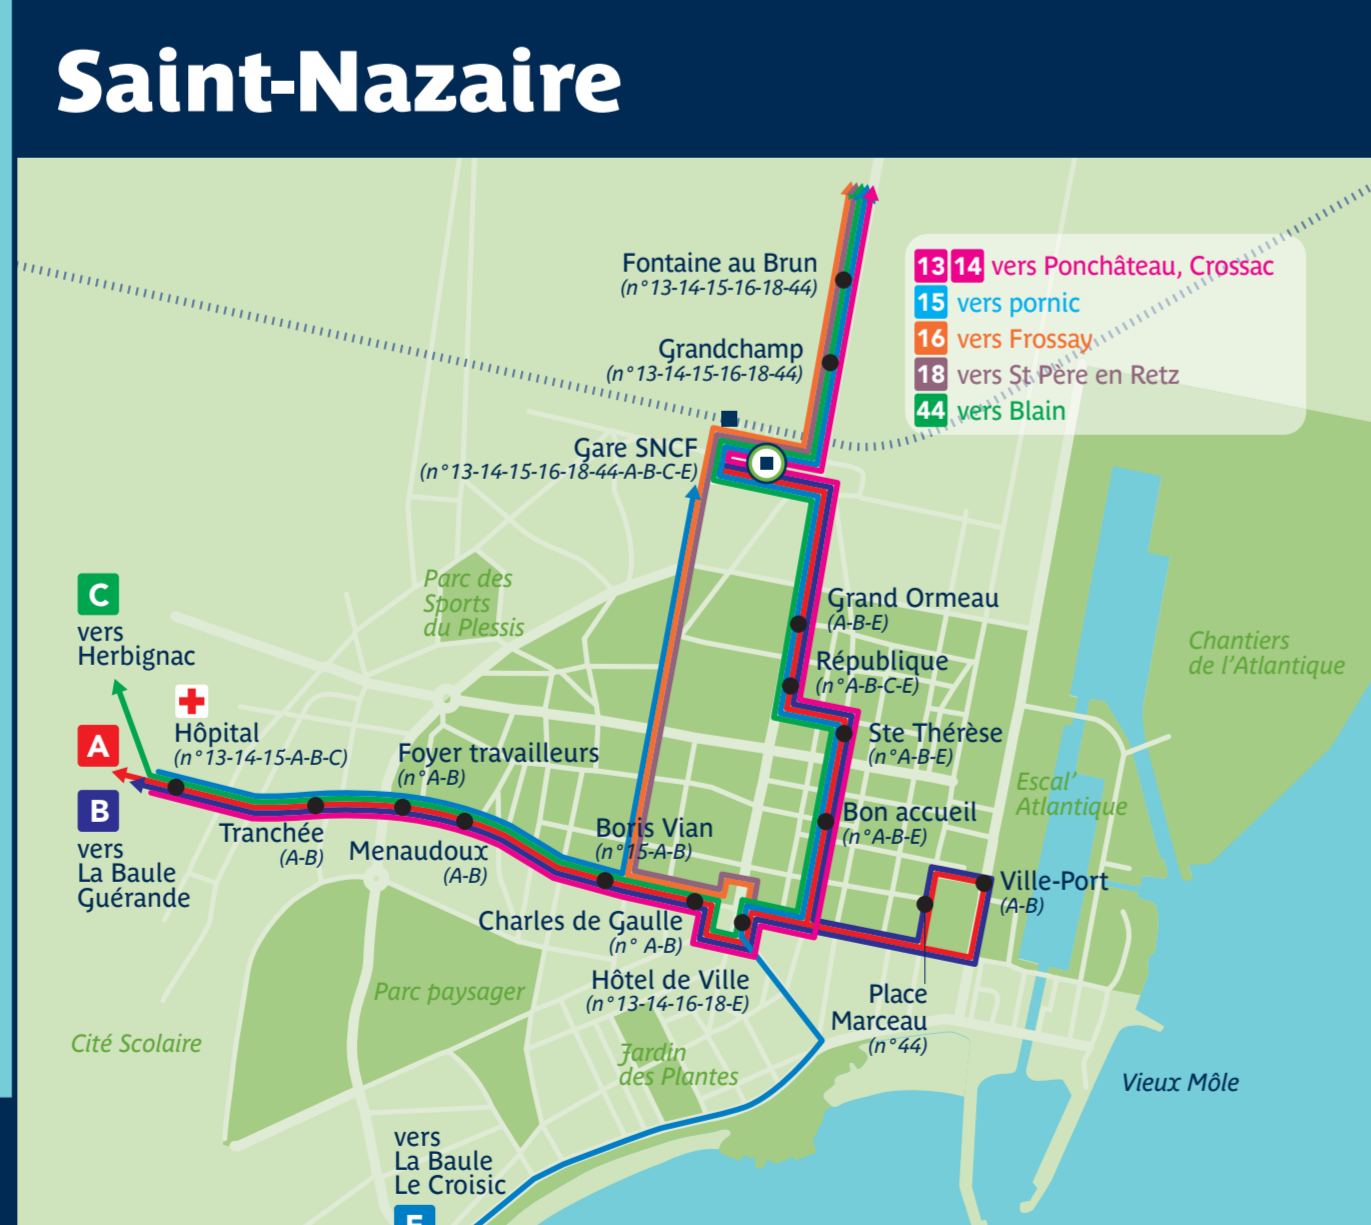 Saint-Nazaire
Fontaine au Brun
(n°13-14-15-16-18-44)
13 14 vers Ponchâteau, Crossac
15 vers pornic
16 vers Frossay
18 vers St Père en Retz
44 vers Blain
Grandchamp
(n°13-14-15-16-18-44)
Gare SNCF
(n°13-14-15-16-18-44-A-B-C-E)
Parc des
Sports
du Plessis
Grand Ormeau
(A-B-E)
République
(n°A-B-C-E)
Chantiers
de l'Atlantique
C
vers
Herbignac
Hôpital
(n°13-14-15-A-B-C)
A
B
vers
La Baule
Guérande
Foyer travailleurs
(n°A-B)
Ste Thérèse
(n°A-B-E)
Escal'
Atlantique
Tranchée
(A-B)
Menaudoux
(A-B)
Boris Vian
(n°15-A-B)
Bon accueil
(n°A-B-E)
Ville-Port
(A-B)
Charles de Gaulle
(n° A-B)
Hôtel de Ville
(n°13-14-16-18-E)
Place
Marceau
(n°44)
Parc paysager
Cité Scolaire
Jardin
des Plantes
Vieux Môle
vers
La Baule
Le Croisic
E